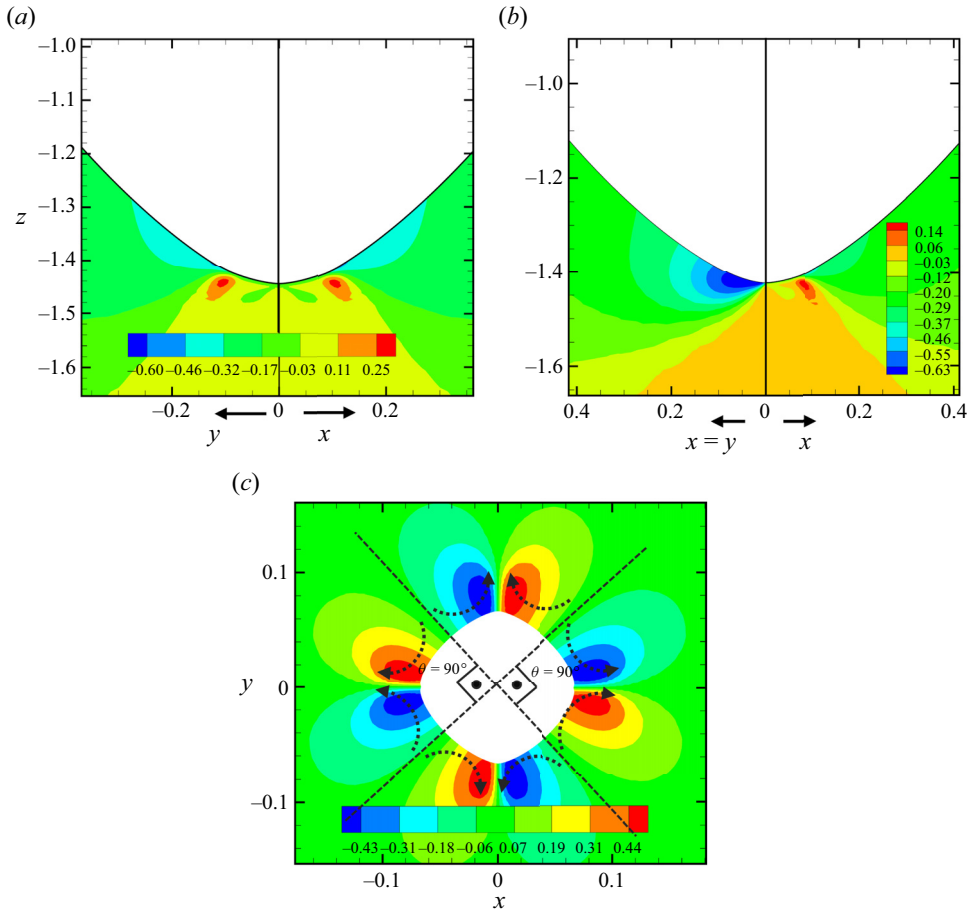 (a)
(b)
−1.0
−1.1
−1.2
−1.3
−1.4
−1.5
−1.6
z
−0.60 −0.46 −0.32 −0.17 −0.03 0.11 0.25
−0.2 0 0.2
y x
−1.0
−1.2
−1.4
−1.6
0.14
0.06
−0.03
−0.12
−0.20
−0.29
−0.37
−0.46
−0.55
−0.63
0.4 0.2 0 0.2 0.4
x = y x
(c)
0.1
y 0
−0.1
θ = 90° θ = 90°
−0.43 −0.31 −0.18 −0.06 0.07 0.19 0.31 0.44
−0.1 0 0.1
x